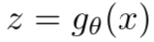 z = g_θ(x)